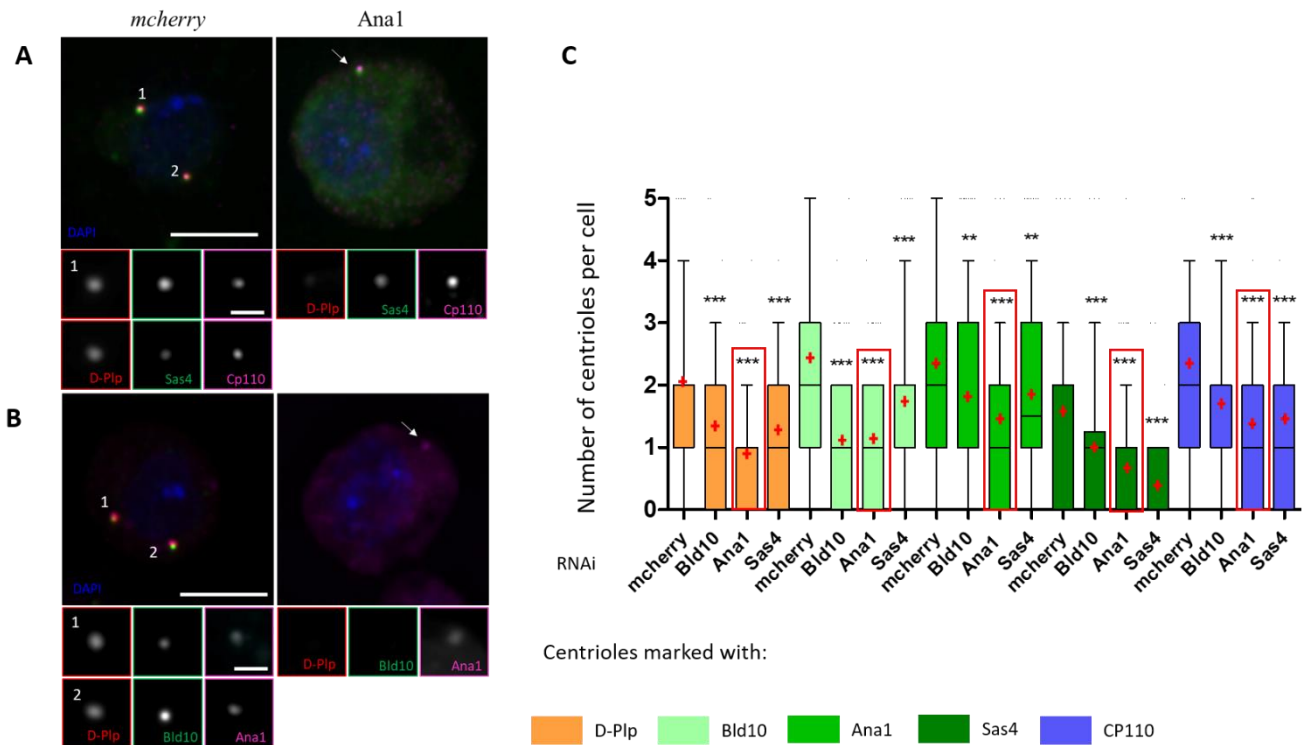 mcherry Ana1
A
1
2
DAPI
1
D-Plp Sas4 Cp110
D-Plp Sas4 Cp110
B
1
2
DAPI
1
D-Plp Bld10 Ana1
2
D-Plp Bld10 Ana1
C
Number of centrioles per cell
5
4
3
2
1
0
*** *** *** *** *** *** ** *** ** *** *** *** *** *** ***
RNAi
mcherry Bld10 Ana1 Sas4 mcherry Bld10 Ana1 Sas4 mcherry Bld10 Ana1 Sas4 mcherry Bld10 Ana1 Sas4 mcherry Bld10 Ana1 Sas4
Centrioles marked with:
D-Plp Bld10 Ana1 Sas4 CP110